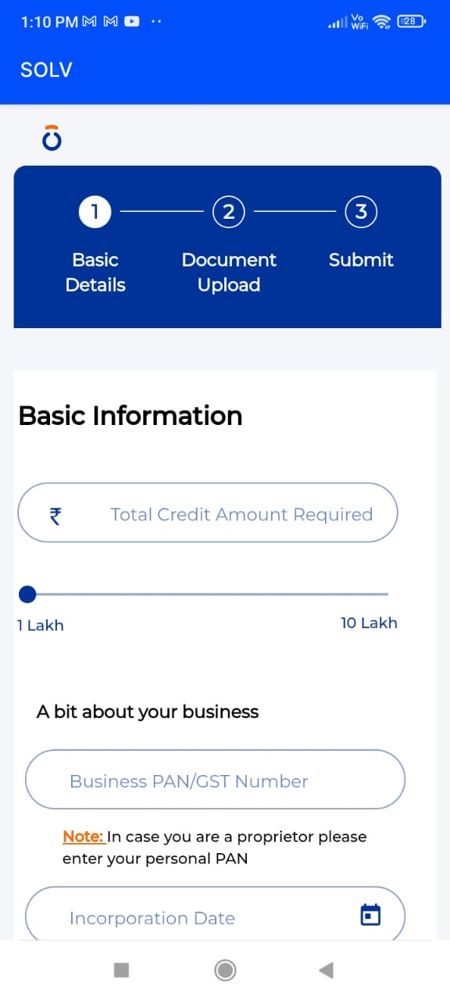 1:10 PM
Vo WiFi
28
SOLV
1
2
3
Basic Details
Document Upload
Submit
Basic Information
₹ Total Credit Amount Required
1 Lakh
10 Lakh
A bit about your business
Business PAN/GST Number
Note: In case you are a proprietor please
enter your personal PAN
Incorporation Date